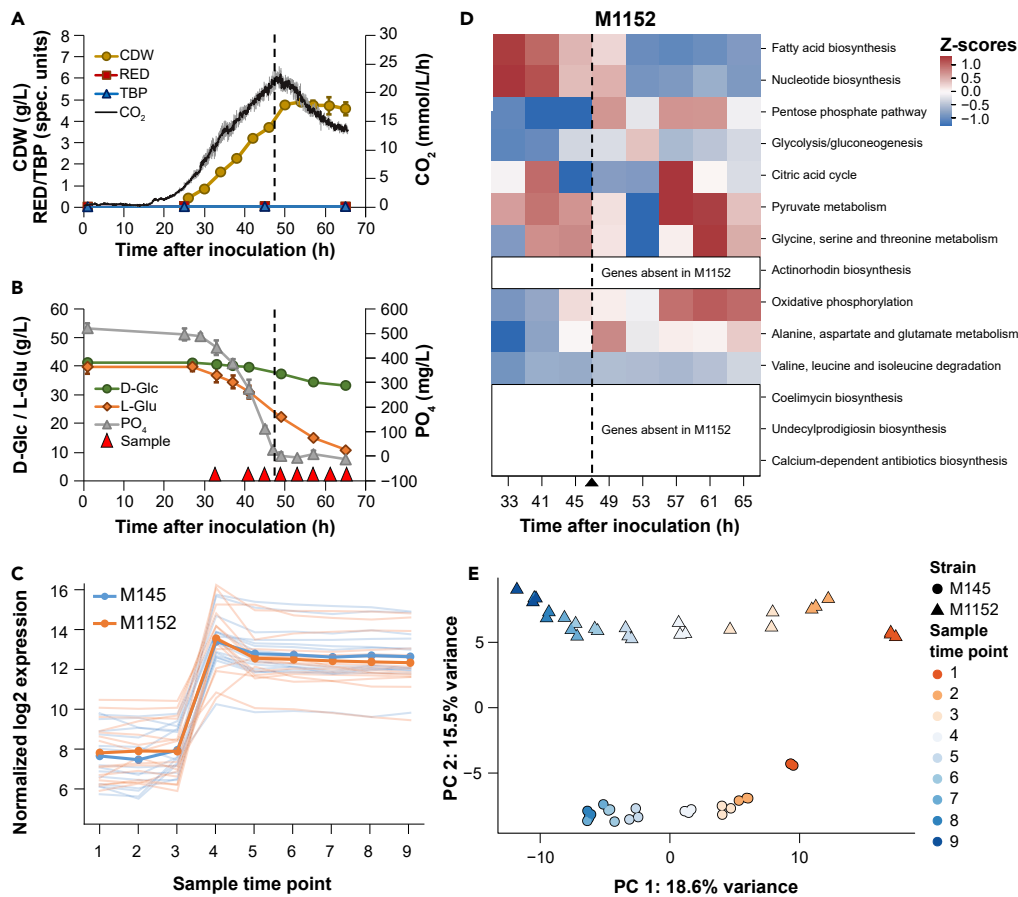 A
CDW (g/L)
RED/TBP (spec. units)
8
7
6
5
4
3
2
1
0
CDW
RED
TBP
CO2
30
25
20
15
10
5
0
CO2 (mmol/L/h)
0 10 20 30 40 50 60 70
Time after inoculation (h)
B
D-Glc / L-Glu (g/L)
60
50
40
30
20
10
0
D-Glc
L-Glu
PO4
Sample
600
500
400
300
200
100
0
−100
PO4 (mg/L)
0 10 20 30 40 50 60 70
Time after inoculation (h)
C
Normalized log2 expression
16
14
12
10
8
6
M145
M1152
1 2 3 4 5 6 7 8 9
Sample time point
D
M1152
Fatty acid biosynthesis
Nucleotide biosynthesis
Pentose phosphate pathway
Glycolysis/gluconeogenesis
Citric acid cycle
Pyruvate metabolism
Glycine, serine and threonine metabolism
Genes absent in M1152
Actinorhodin biosynthesis
Oxidative phosphorylation
Alanine, aspartate and glutamate metabolism
Valine, leucine and isoleucine degradation
Coelimycin biosynthesis
Genes absent in M1152
Undecylprodigiosin biosynthesis
Calcium-dependent antibiotics biosynthesis
33 41 45 49 53 57 61 65
Time after inoculation (h)
Z-scores
1.0
0.5
0.0
−0.5
−1.0
E
PC 2: 15.5% variance
5
0
−5
−10 0 10
PC 1: 18.6% variance
Strain
M145
M1152
Sample
time point
1
2
3
4
5
6
7
8
9